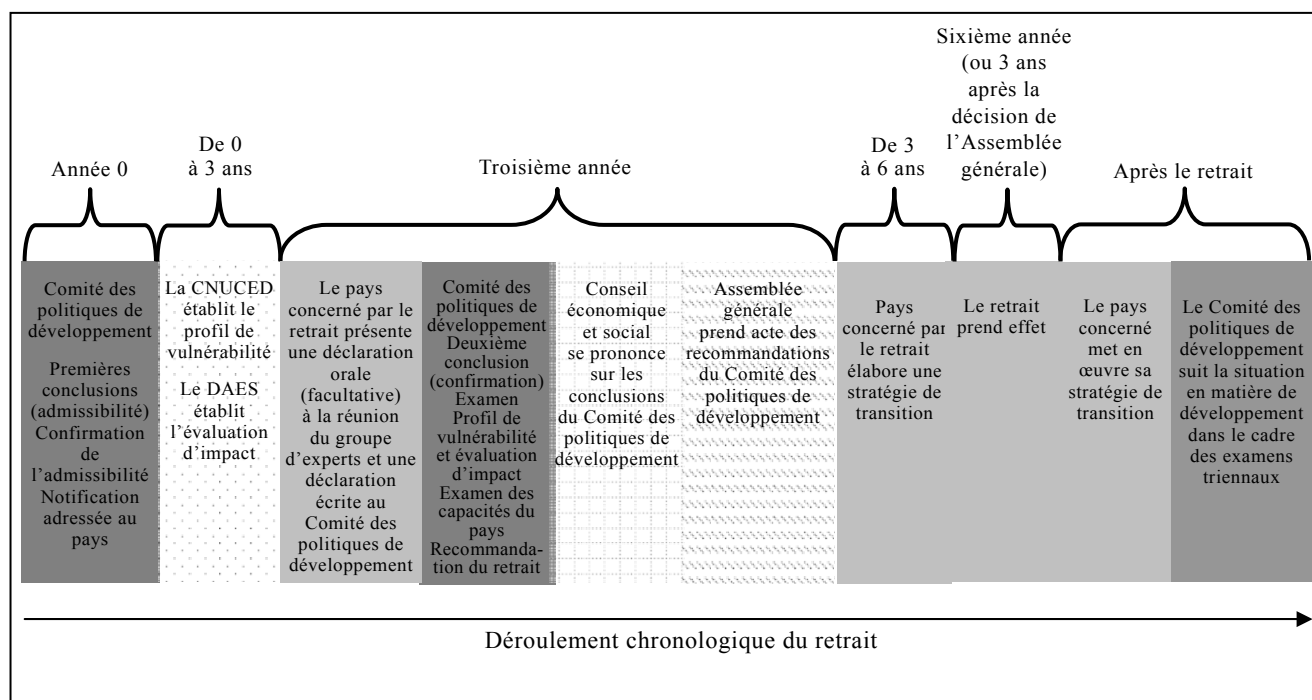 Année 0
De 0
à 3 ans
Troisième année
De 3
à 6 ans
Sixième année
(ou 3 ans
après la
décision de
l'Assemblée
générale)
Après le retrait
Comité des
politiques de
développement
Premières
conclusions
(admissibilité)
Confirmation
de
l'admissibilité
Notification
adressée au
pays
La CNUCED
établit le
profil de
vulnérabilité
Le DAES
établit
l'évaluation
d'impact
Le pays
concerné par le
retrait présente
une déclaration
orale
(facultative)
à la réunion
du groupe
d'experts et une
déclaration
écrite au
Comité des
politiques de
développement
Comité des
politiques de
développement
Deuxième
conclusion
(confirmation)
Examen
Profil de
vulnérabilité
et évaluation
d'impact
Examen des
capacités du
pays
Recommanda-
tion du retrait
Conseil
économique
et social
se prononce
sur les
conclusions
du Comité des
politiques de
développement
Assemblée
générale
prend acte des
recommandations
du Comité des
politiques de
développement
Pays
concerné par
le retrait
élabore une
stratégie de
transition
Le retrait
prend effet
Le pays
concerné
met en
œuvre sa
stratégie de
transition
Le Comité des
politiques de
développement
suit la situation
en matière de
développement
dans le cadre
des examens
triennaux
Déroulement chronologique du retrait